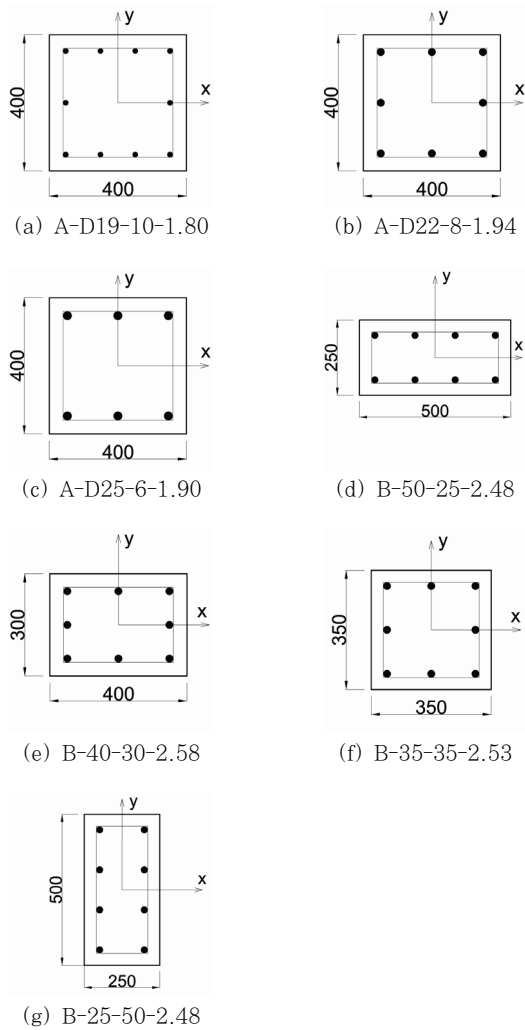 y
x
400
400
(a) A-D19-10-1.80
y
x
400
400
(b) A-D22-8-1.94
y
x
400
400
(c) A-D25-6-1.90
y
x
250
500
(d) B-50-25-2.48
y
x
300
400
(e) B-40-30-2.58
y
x
350
350
(f) B-35-35-2.53
y
x
500
250
(g) B-25-50-2.48